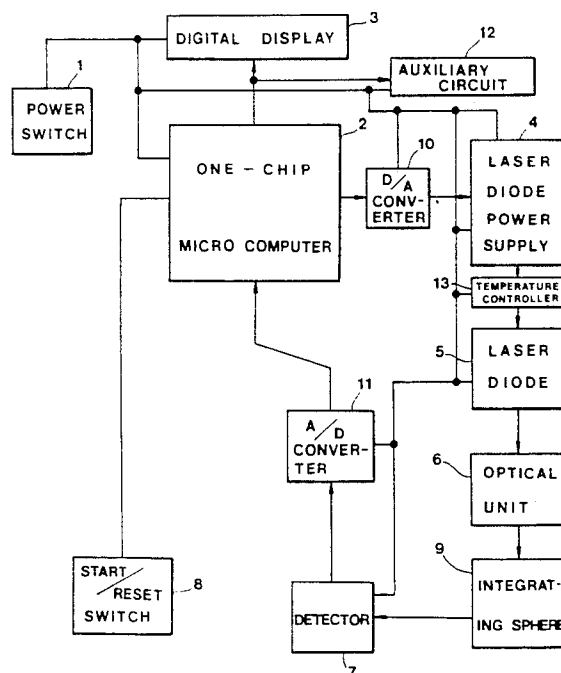 3
DIGITAL DISPLAY
12
AUXILIARY
CIRCUIT
1
POWER
SWITCH
2
ONE-CHIP
MICRO COMPUTER
10
D/A
CONV-
ERTER
4
LASER
DIODE
POWER
SUPPLY
13
TEMPERATURE
CONTROLLER
5
LASER
DIODE
11
A/D
CONVER-
TER
6
OPTICAL
UNIT
START/
RESET
SWITCH
8
DETECTOR
7
9
INTEGRAT-
ING SPHERE